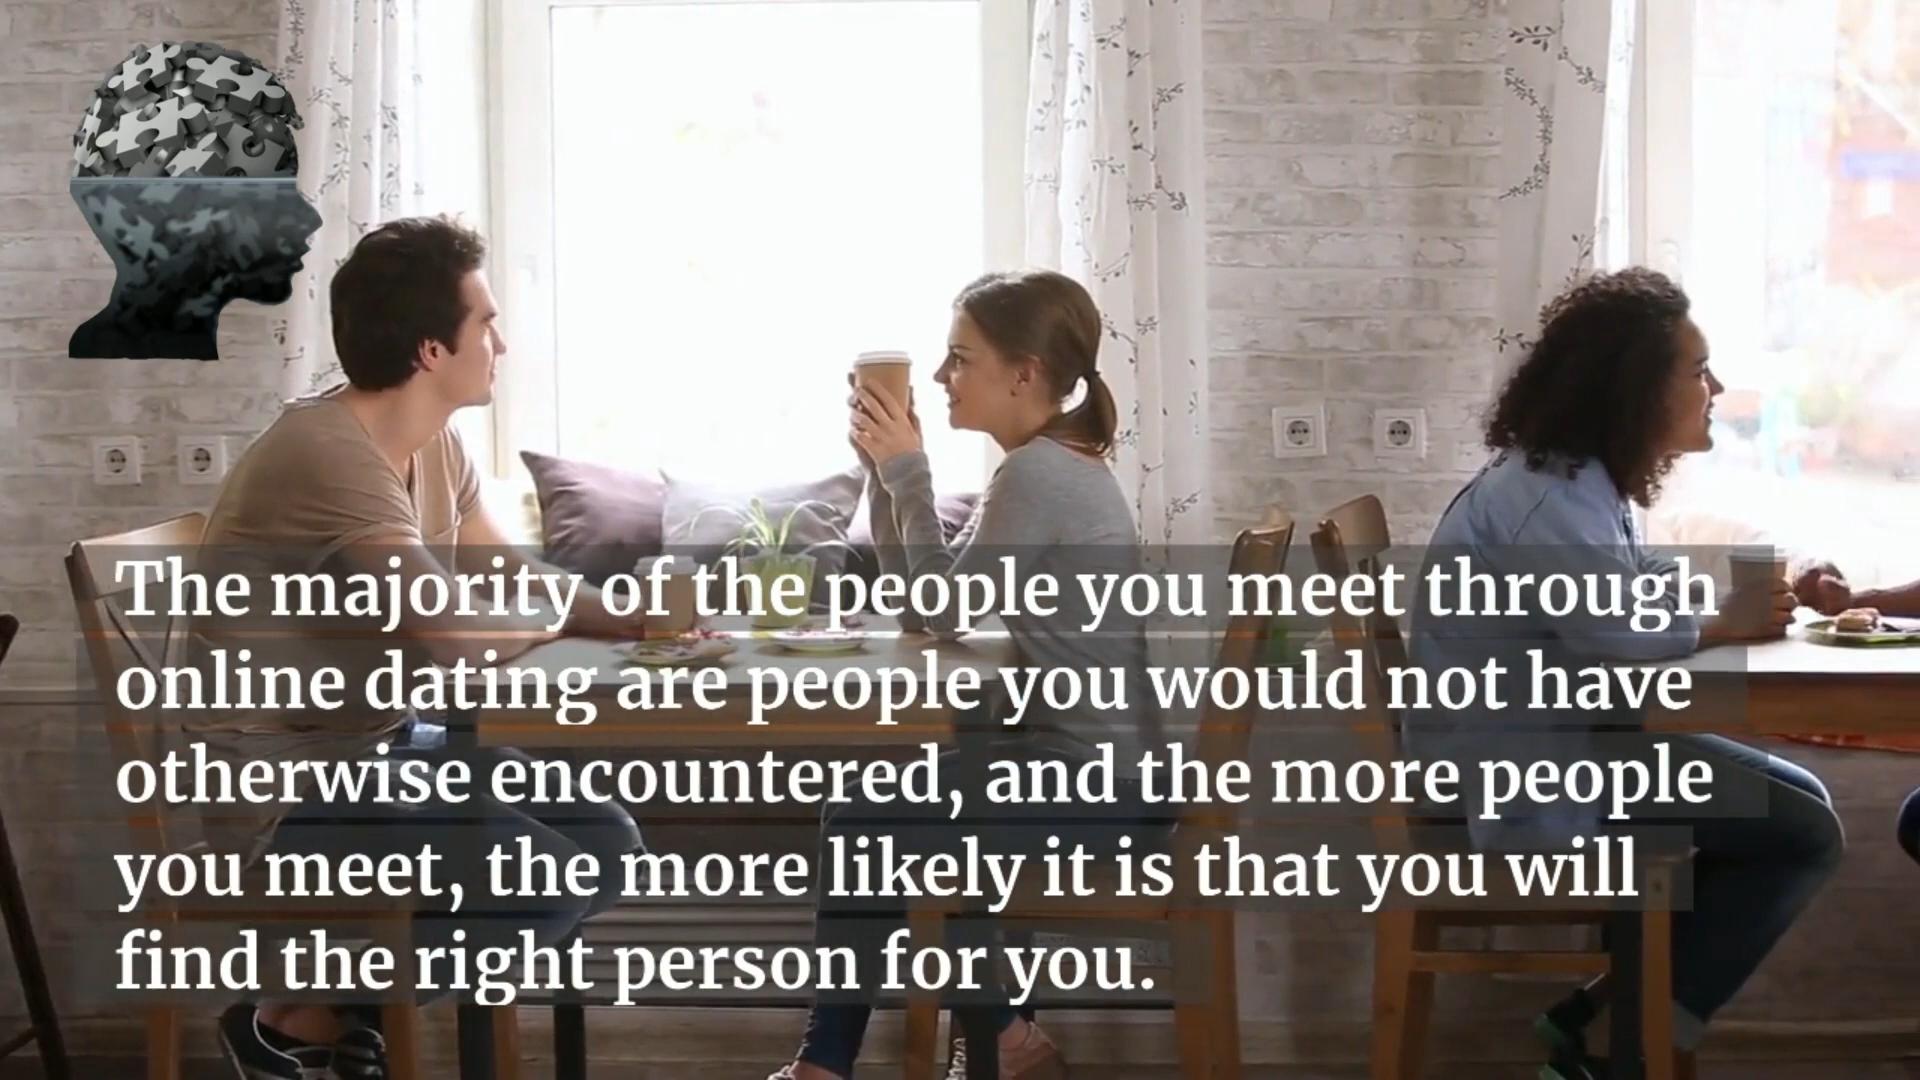 The majority of the people you meet through
online dating are people you would not have
otherwise encountered, and the more people
you meet, the more likely it is that you will
find the right person for you.